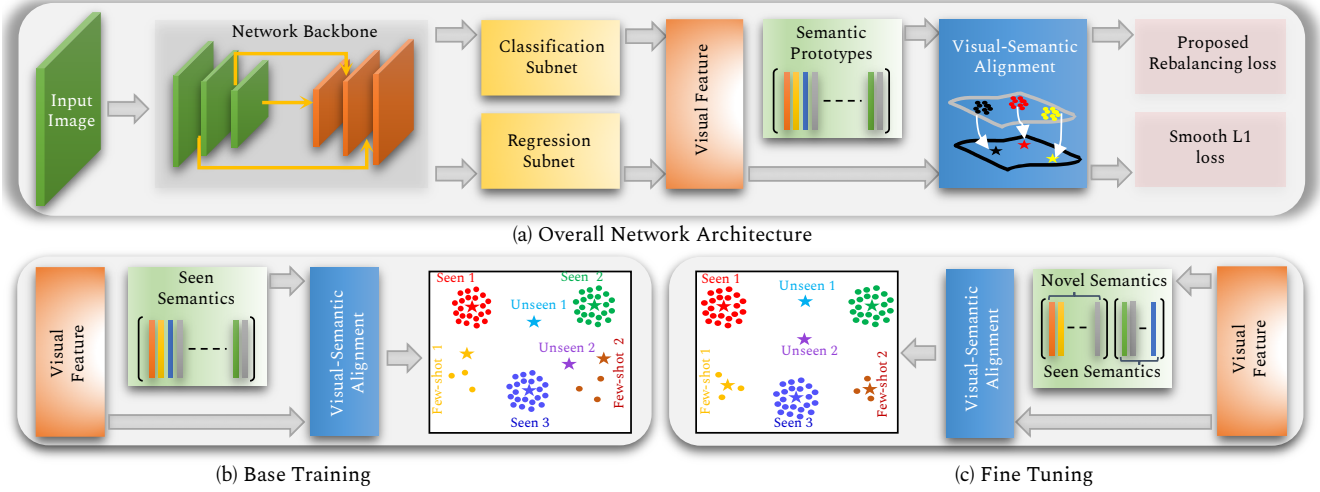 Input
Image
Network Backbone
Classification
Subnet
Regression
Subnet
Visual Feature
Semantic
Prototypes
Visual-Semantic
Alignment
Proposed
Rebalancing loss
Smooth L1
loss
(a) Overall Network Architecture
Visual
Feature
Seen
Semantics
Visual-Semantic
Alignment
Seen 1
Seen 2
Unseen 1
Unseen 2
Few-shot 1
Few-shot 2
Seen 3
(b) Base Training
Seen 1
Unseen 1
Unseen 2
Few-shot 1
Few-shot 2
Seen 3
Visual-Semantic
Alignment
Novel Semantics
Seen Semantics
Visual
Feature
(c) Fine Tuning